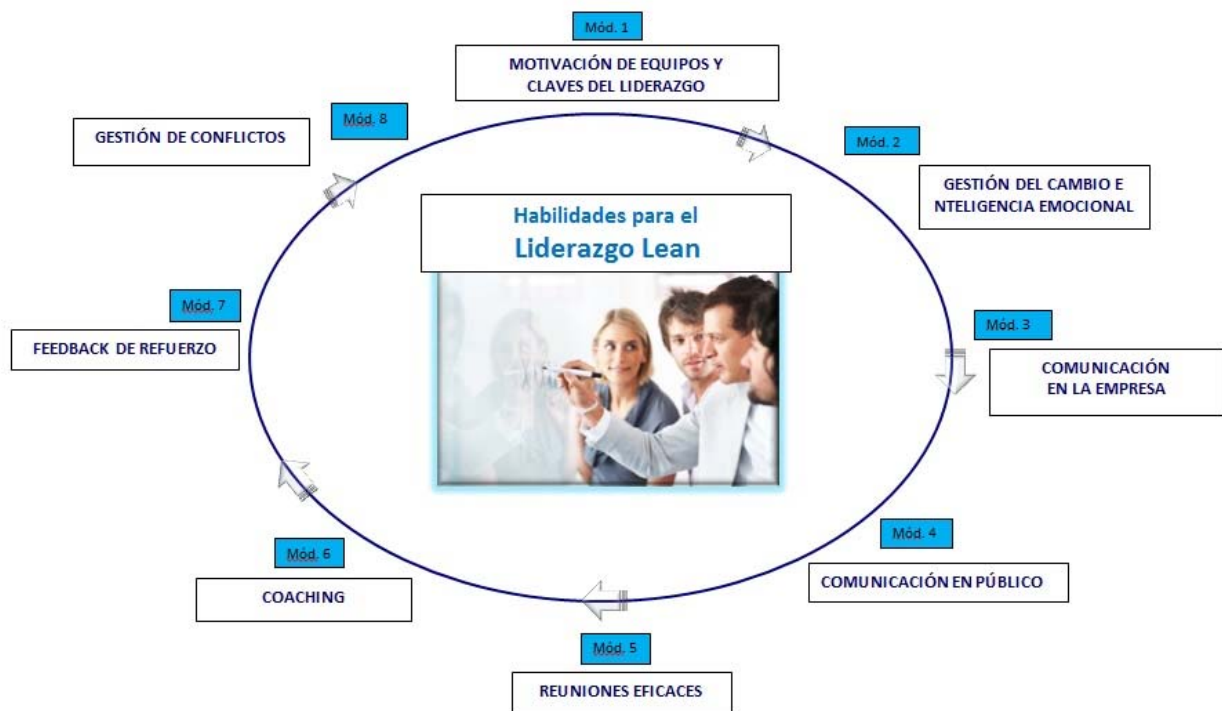 Mód. 1
MOTIVACIÓN DE EQUIPOS Y
CLAVES DEL LIDERAZGO
Mód. 2
GESTIÓN DEL CAMBIO E
NTELIGENCIA EMOCIONAL
Mód. 3
COMUNICACIÓN
EN LA EMPRESA
Mód. 4
COMUNICACIÓN EN PÚBLICO
Mód. 5
REUNIONES EFICACES
Mód. 6
COACHING
Mód. 7
FEEDBACK DE REFUERZO
Mód. 8
GESTIÓN DE CONFLICTOS
Habilidades para el
Liderazgo Lean